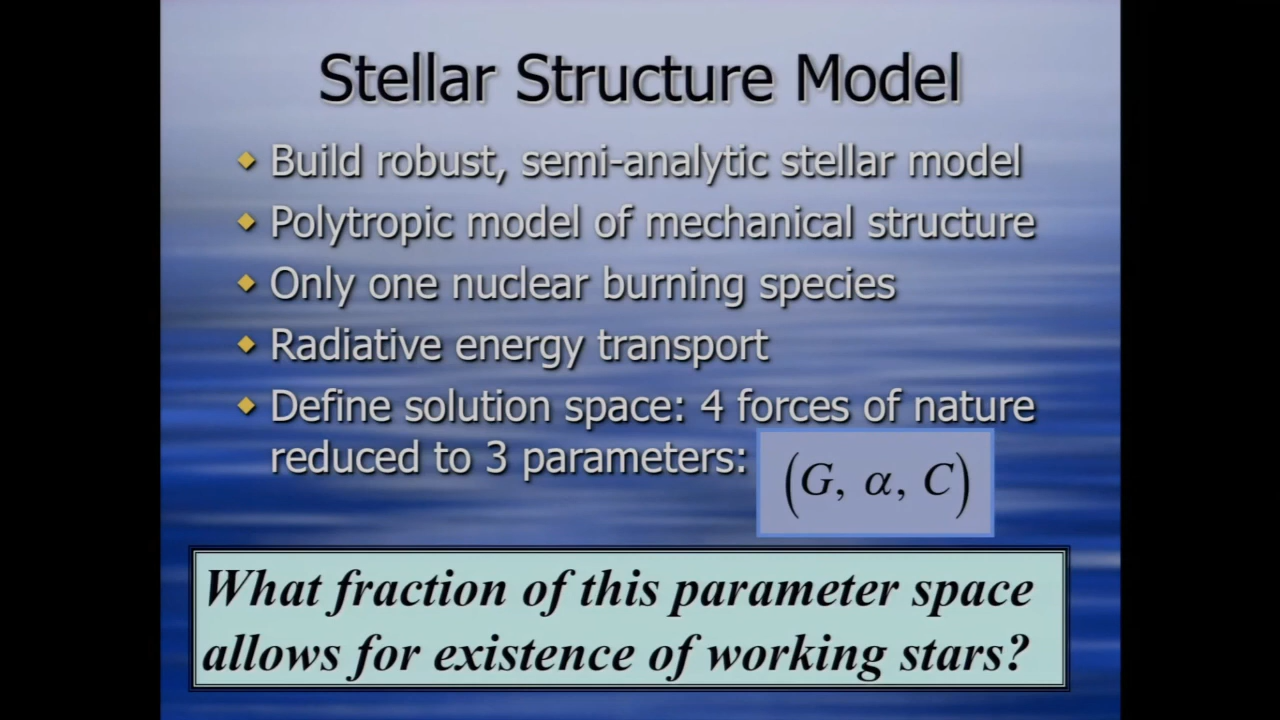 Stellar Structure Model
Build robust, semi-analytic stellar model
Polytropic model of mechanical structure
Only one nuclear burning species
Radiative energy transport
Define solution space: 4 forces of nature
reduced to 3 parameters: (G, α, C)
What fraction of this parameter space
allows for existence of working stars?